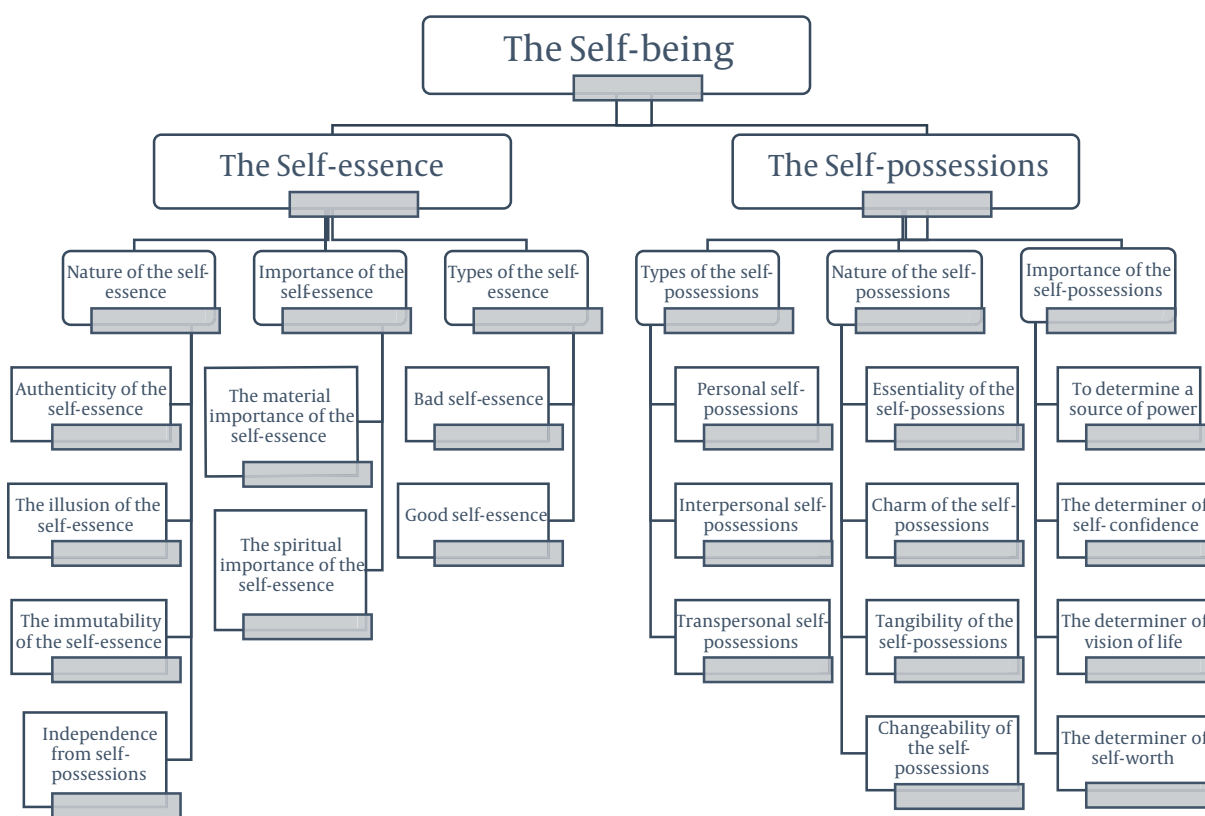 The Self-being
The Self-essence
The Self-possessions
Nature of the self-
essence
Importance of the
self-essence
Types of the self-
essence
Types of the self-
possessions
Nature of the self-
possessions
Importance of the
self-possessions
Authenticity of the
self-essence
The illusion of the
self-essence
The immutability
of the self-essence
Independence
from self-
possessions
The material
importance of the
self-essence
The spiritual
importance of the
self-essence
Bad self-essence
Good self-essence
Personal self-
possessions
Interpersonal self-
possessions
Transpersonal self-
possessions
Essentiality of the
self-possessions
Charm of the self-
possessions
Tangibility of the
self-possessions
Changeability of
the self-
possessions
To determine a
source of power
The determiner of
self- confidence
The determiner of
vision of life
The determiner of
self-worth